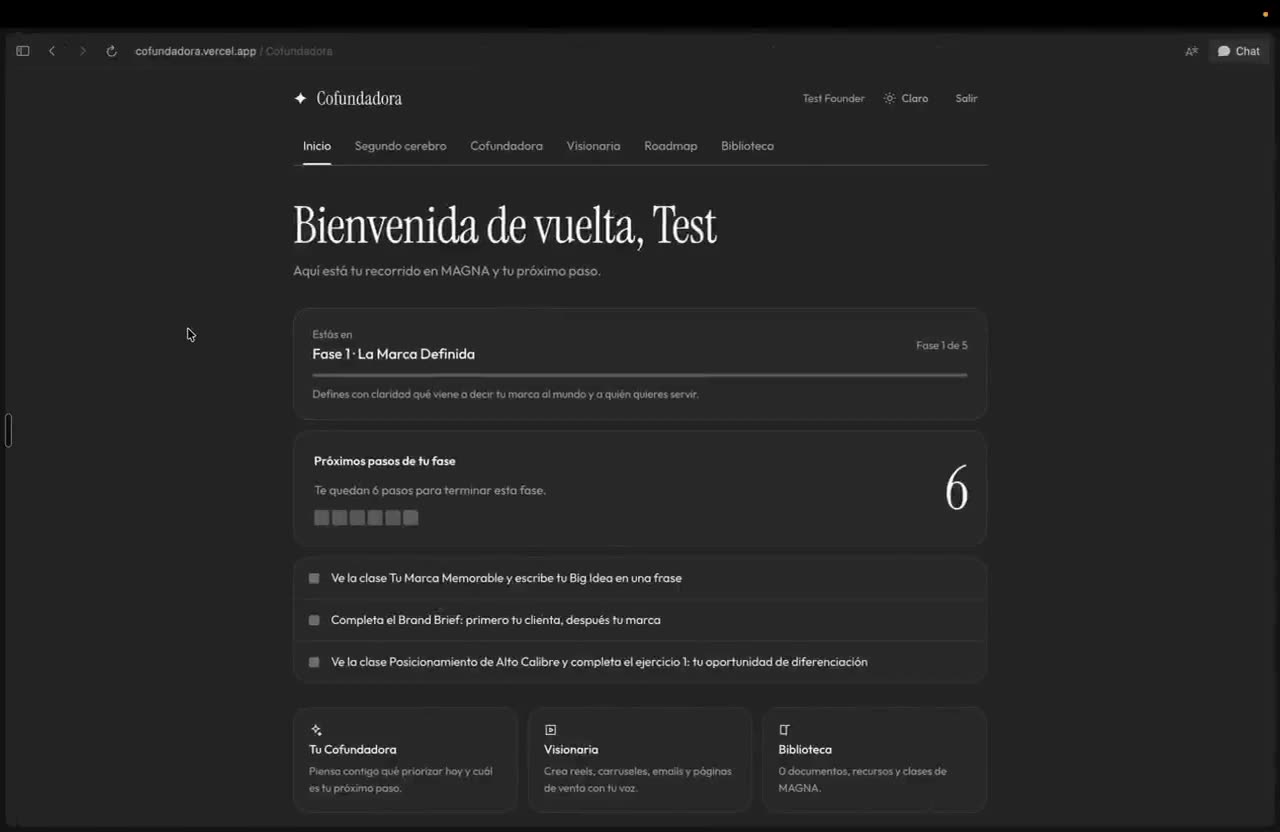 cofundadora.vercel.app / Cofundadora
Chat
Cofundadora
Test Founder
Claro
Salir
Inicio
Segundo cerebro
Cofundadora
Visionaria
Roadmap
Biblioteca
Bienvenida de vuelta, Test
Aquí está tu recorrido en MAGNA y tu próximo paso.
Estás en
Fase 1 · La Marca Definida
Fase 1 de 5
Defines con claridad qué viene a decir tu marca al mundo y a quién quieres servir.
Próximos pasos de tu fase
Te quedan 6 pasos para terminar esta fase.
6
Ve la clase Tu Marca Memorable y escribe tu Big Idea en una frase
Completa el Brand Brief: primero tu clienta, después tu marca
Ve la clase Posicionamiento de Alto Calibre y completa el ejercicio 1: tu oportunidad de diferenciación
Tu Cofundadora
Piensa contigo qué priorizar hoy y cuál
es tu próximo paso.
Visionaria
Crea reels, carruseles, emails y páginas
de venta con tu voz.
Biblioteca
0 documentos, recursos y clases de
MAGNA.